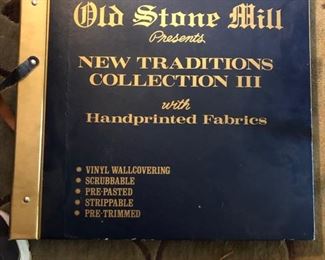 Old Stone Mill
Presents
NEW TRADITIONS
COLLECTION III
with
Handprinted Fabrics
VINYL WALLCOVERING
SCRUBBABLE
PRE-PASTED
STRIPPABLE
PRE-TRIMMED